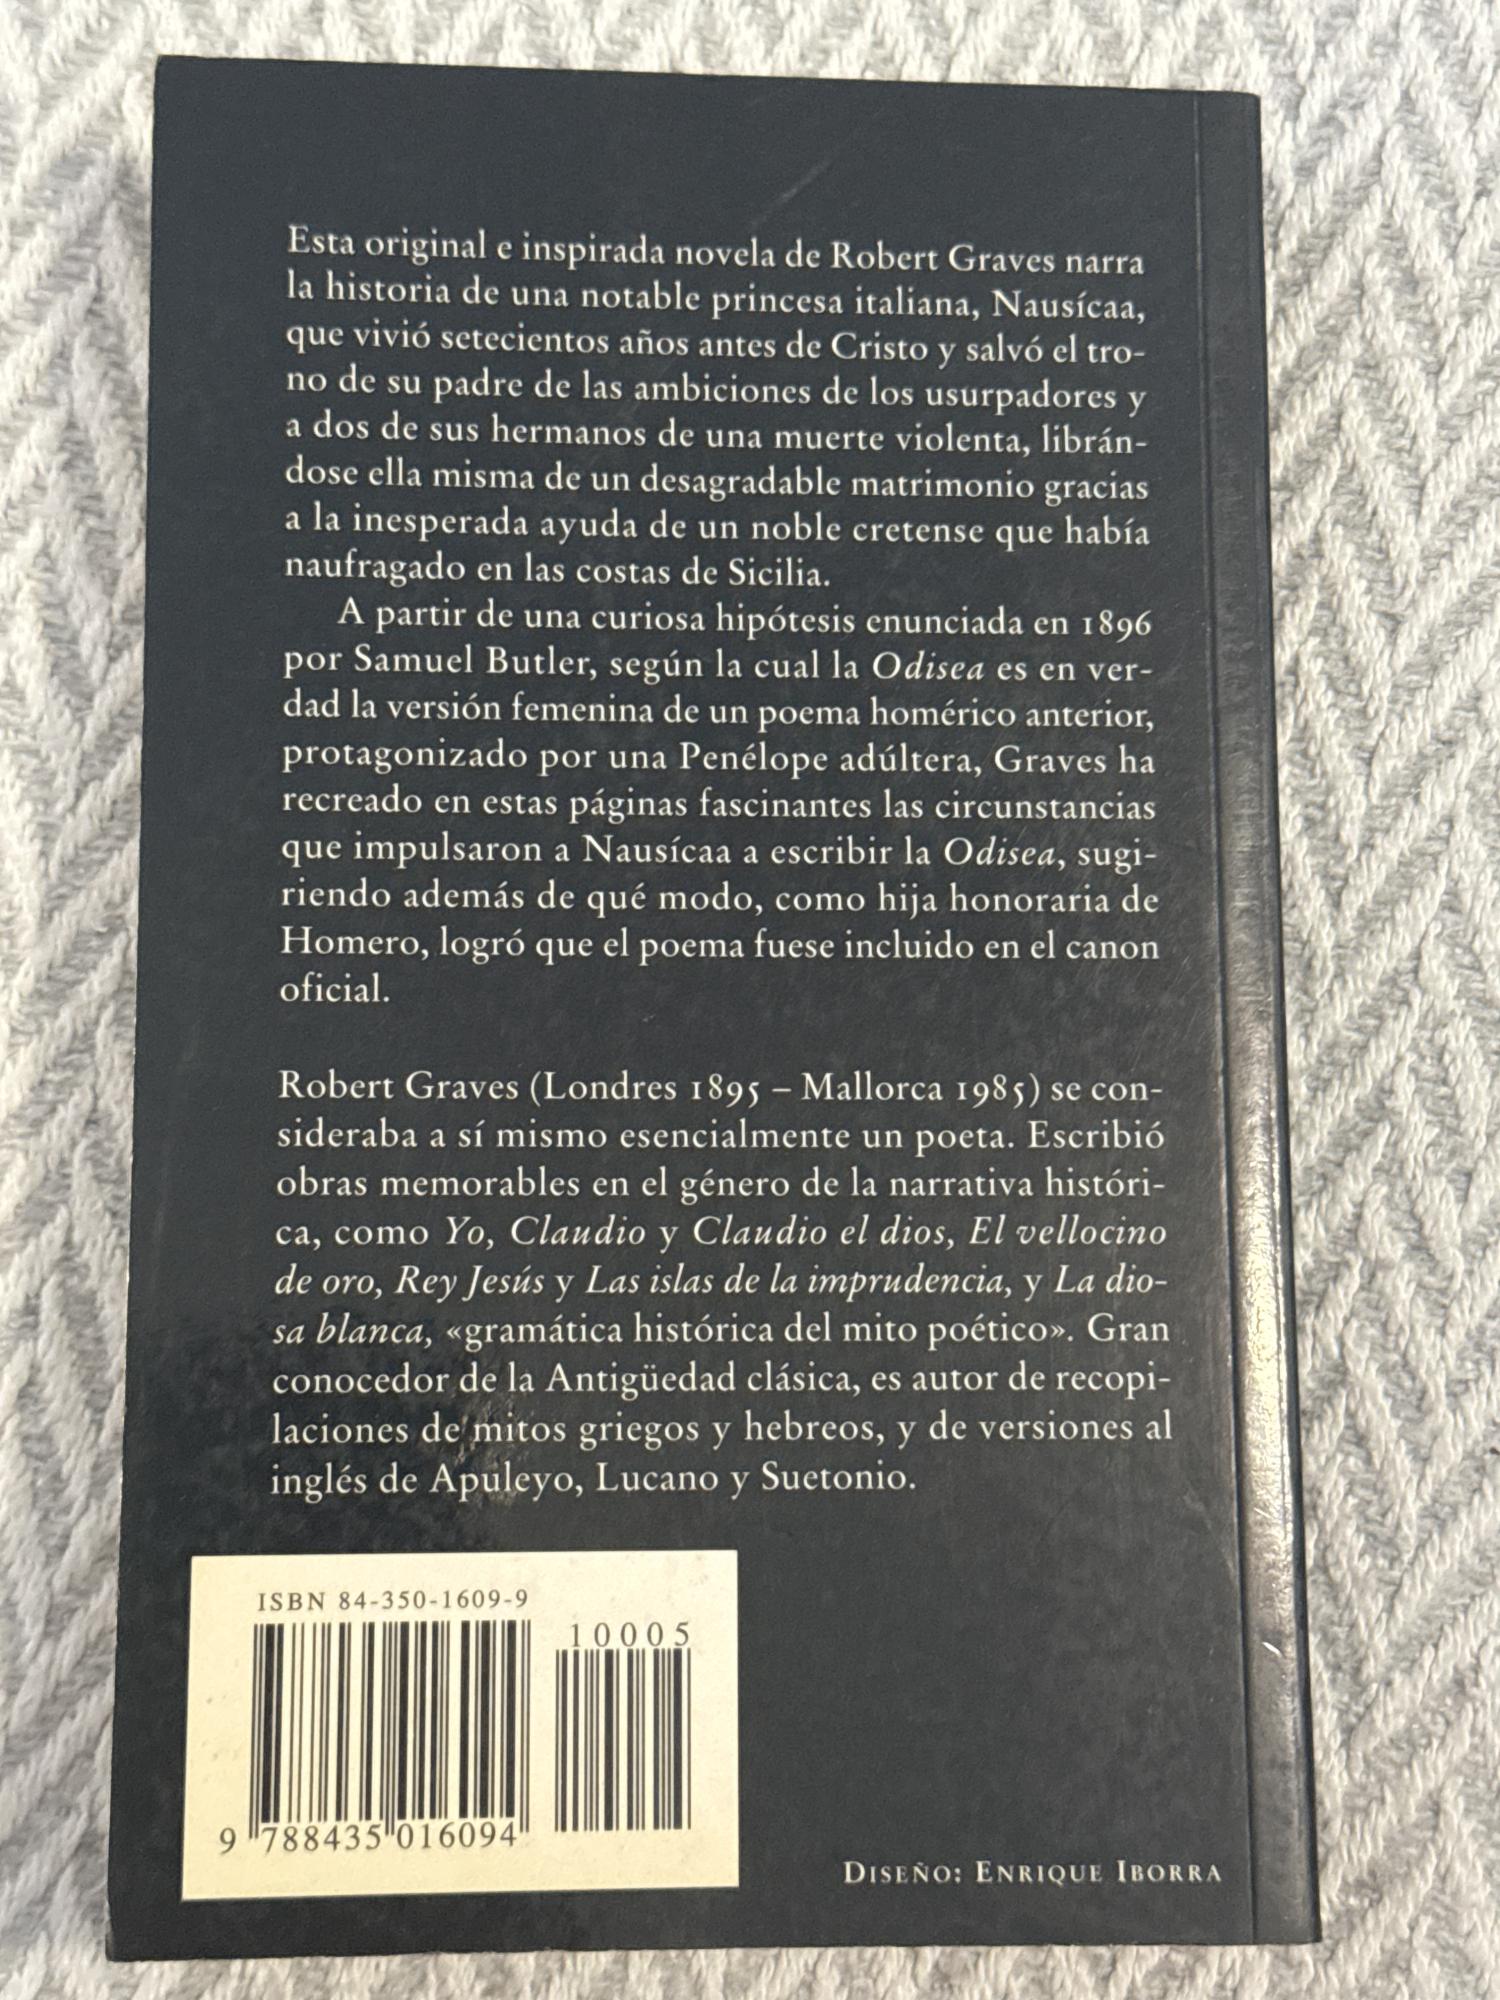 Esta original e inspirada novela de Robert Graves narra
la historia de una notable princesa italiana, Nausícaa,
que vivió setecientos años antes de Cristo y salvó el tro-
no de su padre de las ambiciones de los usurpadores y
a dos de sus hermanos de una muerte violenta, librán-
dose ella misma de un desagradable matrimonio gracias
a la inesperada ayuda de un noble cretense que había
naufragado en las costas de Sicilia.
A partir de una curiosa hipótesis enunciada en 1896
por Samuel Butler, según la cual la Odisea es en ver-
dad la versión femenina de un poema homérico anterior,
protagonizado por una Penélope adúltera, Graves ha
recreado en estas páginas fascinantes las circunstancias
que impulsaron a Nausícaa a escribir la Odisea, sugi-
riendo además de qué modo, como hija honoraria de
Homero, logró que el poema fuese incluido en el canon
oficial.
Robert Graves (Londres 1895 – Mallorca 1985) se con-
sideraba a sí mismo esencialmente un poeta. Escribió
obras memorables en el género de la narrativa históri-
ca, como Yo, Claudio y Claudio el dios, El vellocino
de oro, Rey Jesús y Las islas de la imprudencia, y La dio-
sa blanca, «gramática histórica del mito poético». Gran
conocedor de la Antigüedad clásica, es autor de recopi-
laciones de mitos griegos y hebreos, y de versiones al
inglés de Apuleyo, Lucano y Suetonio.
ISBN 84-350-1609-9
10005
9 788435 016094
DISEÑO: ENRIQUE IBORRA